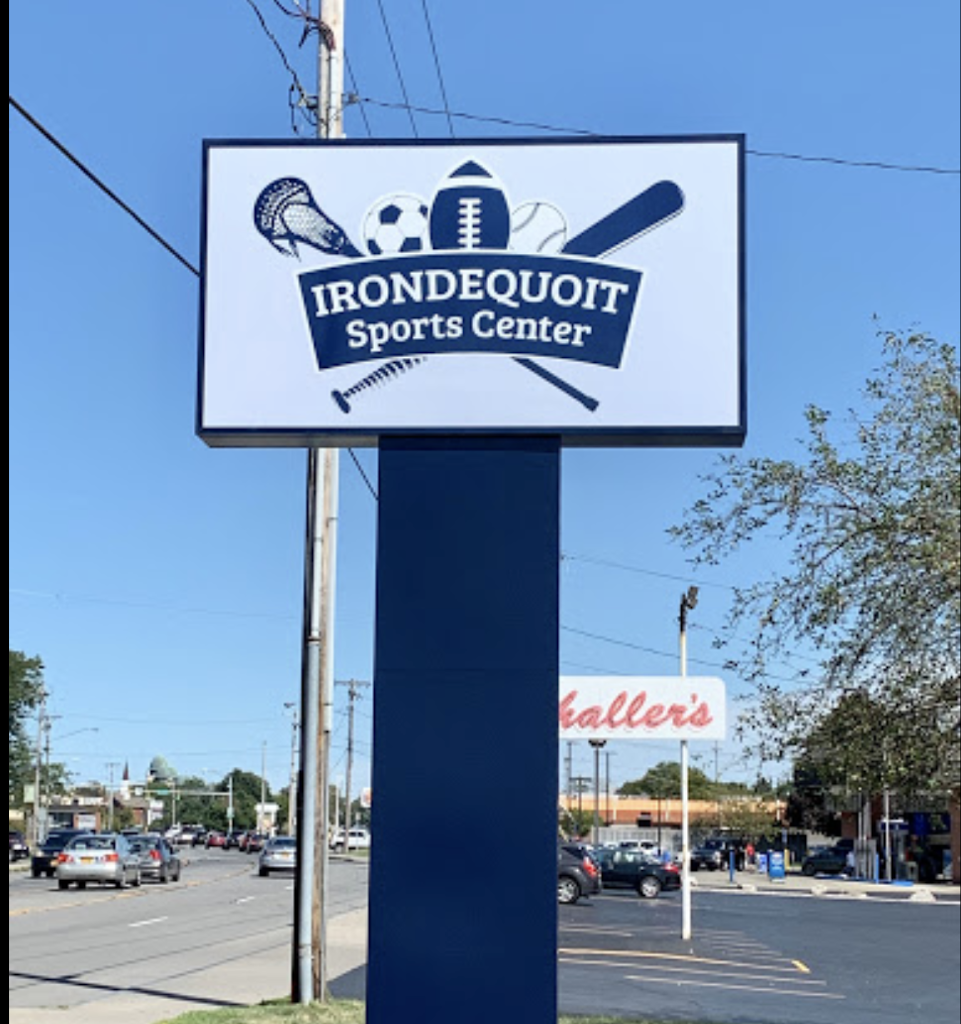 IRONDEQUOIT
Sports Center
haller's